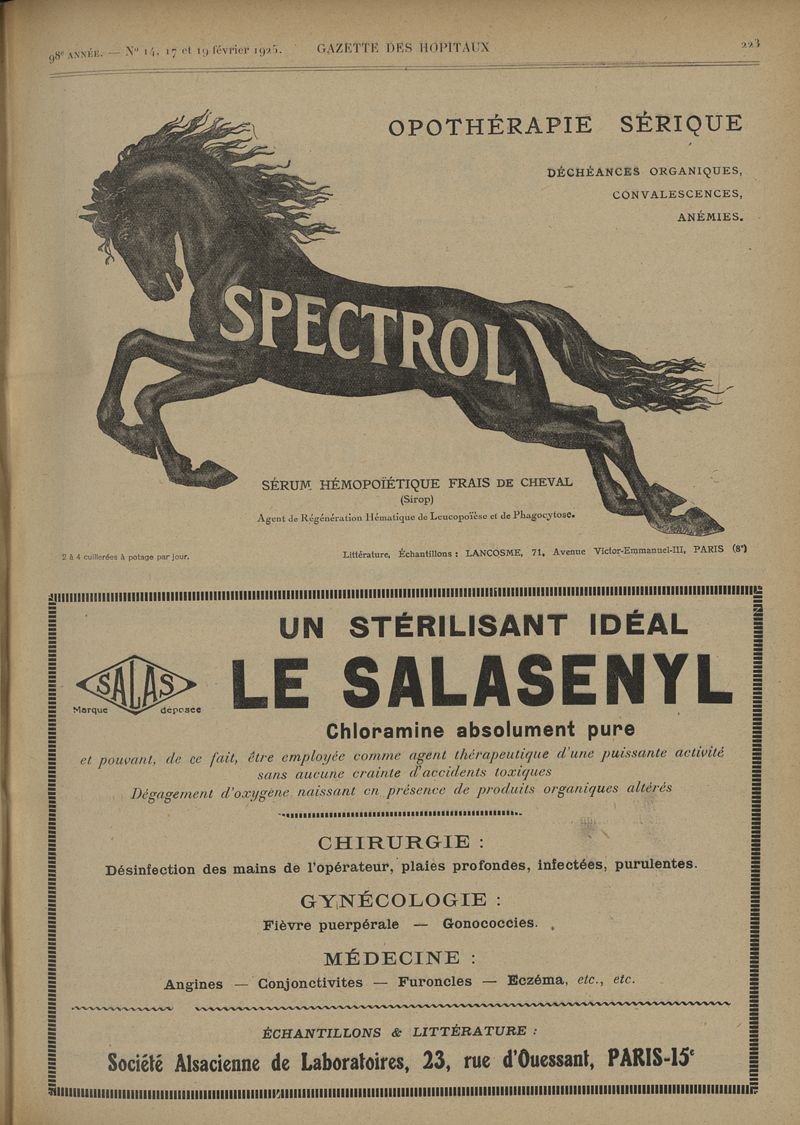 98e ANNÉE. — No 14, 17 et 19 février 1925. GAZETTE DES HOPITAUX 223
OPOTHÉRAPIE SÉRIQUE
DÉCHÉANCES ORGANIQUES,
CONVALESCENCES,
ANÉMIES.
SPECTROL
SÉRUM HÉMOPOÏÉTIQUE FRAIS DE CHEVAL
(Sirop)
Agent de Régénération Hématique de Leucopoïèse et de Phagocytose.
2 à 4 cuillerées à potage par jour.
Littérature, Échantillons : LANCOSME, 71, Avenue Victor-Emmanuel-III, PARIS (8e)
UN STÉRILISANT IDÉAL
SALAS
Marque déposée
LE SALASENYL
Chloramine absolument pure
et pouvant, de ce fait, être employée comme agent thérapeutique d'une puissante activité
sans aucune crainte d'accidents toxiques
Dégagement d'oxygène naissant en présence de produits organiques altérés
CHIRURGIE :
Désinfection des mains de l'opérateur, plaies profondes, infectées, purulentes.
GYNÉCOLOGIE :
Fièvre puerpérale — Gonococcies.
MÉDECINE :
Angines — Conjonctivites — Furoncles — Eczéma, etc., etc.
ÉCHANTILLONS & LITTÉRATURE :
Société Alsacienne de Laboratoires, 23, rue d'Ouessant, PARIS-15e